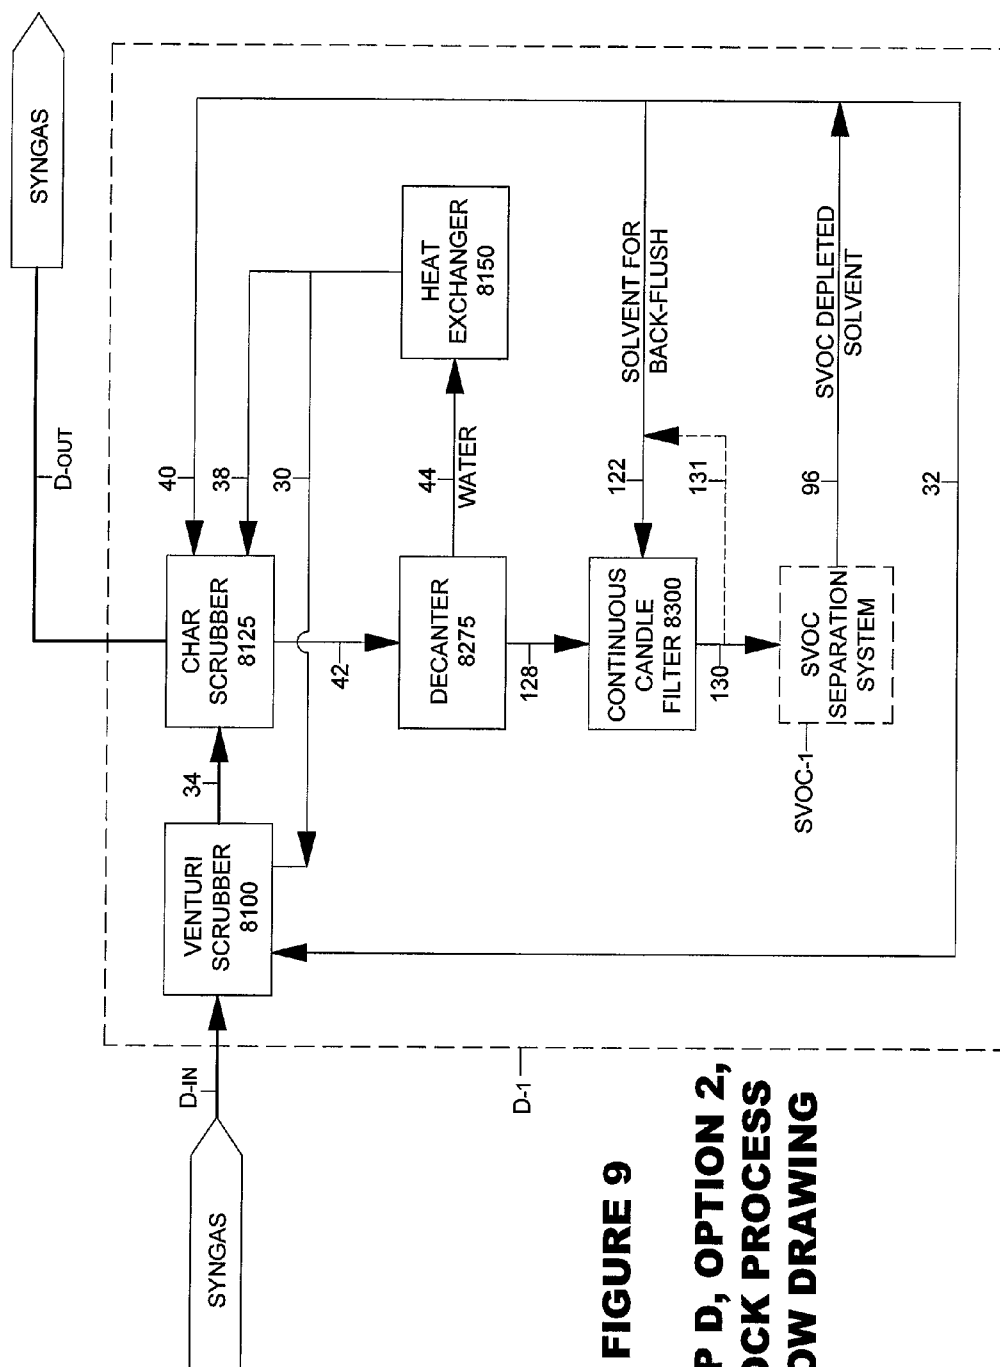 SYNGAS
D-IN
VENTURI
SCRUBBER
8100
34
CHAR
SCRUBBER
8125
D-OUT
SYNGAS
40
38
30
42
DECANTER
8275
44
WATER
HEAT
EXCHANGER
8150
128
CONTINUOUS
CANDLE
FILTER 8300
122
SOLVENT FOR
BACK-FLUSH
131
130
SVOC
SEPARATION
SYSTEM
SVOC-1
96
SVOC DEPLETED
SOLVENT
32
D-1
FIGURE 9
P D, OPTION 2,
OCK PROCESS
OW DRAWING